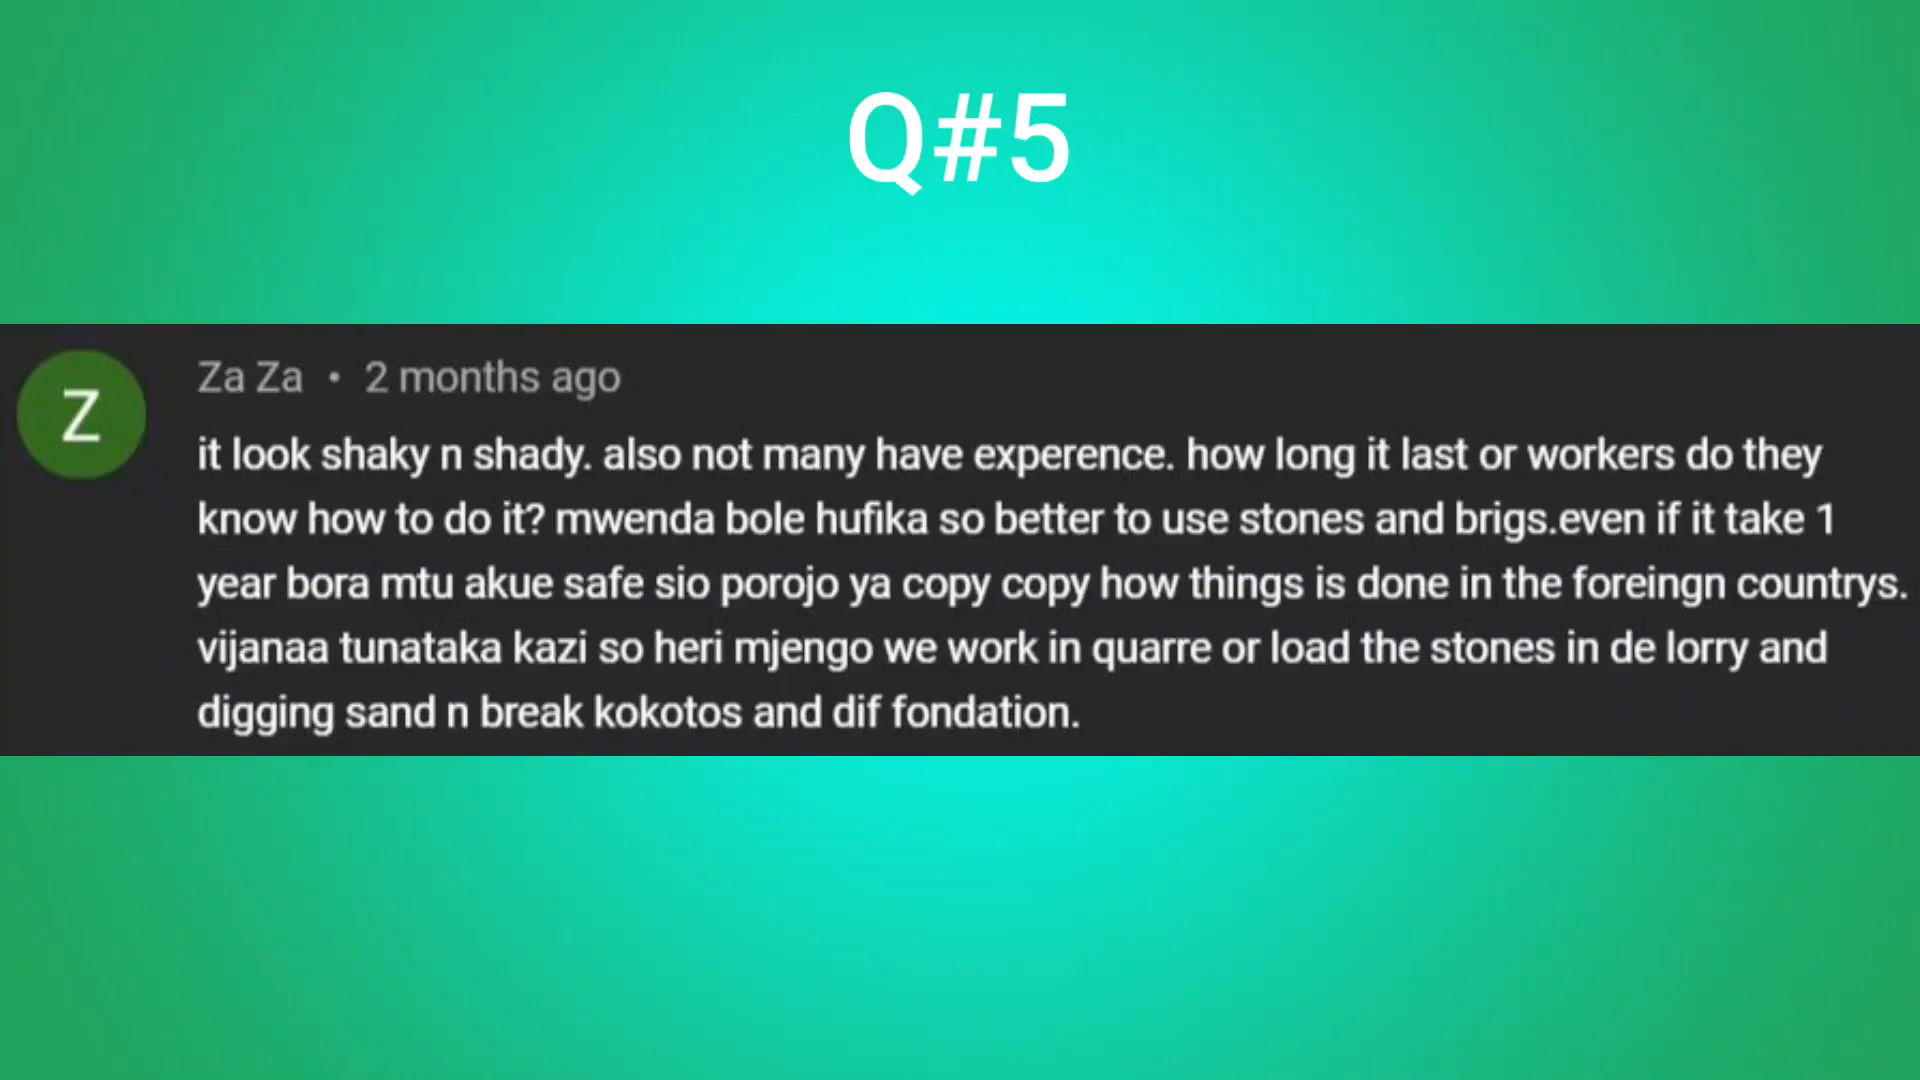 Q#5
Z
Za Za • 2 months ago
it look shaky n shady. also not many have experence. how long it last or workers do they
know how to do it? mwenda bole hufika so better to use stones and brigs.even if it take 1
year bora mtu akue safe sio porojo ya copy copy how things is done in the foreingn countrys.
vijanaa tunataka kazi so heri mjengo we work in quarre or load the stones in de lorry and
digging sand n break kokotos and dif fondation.